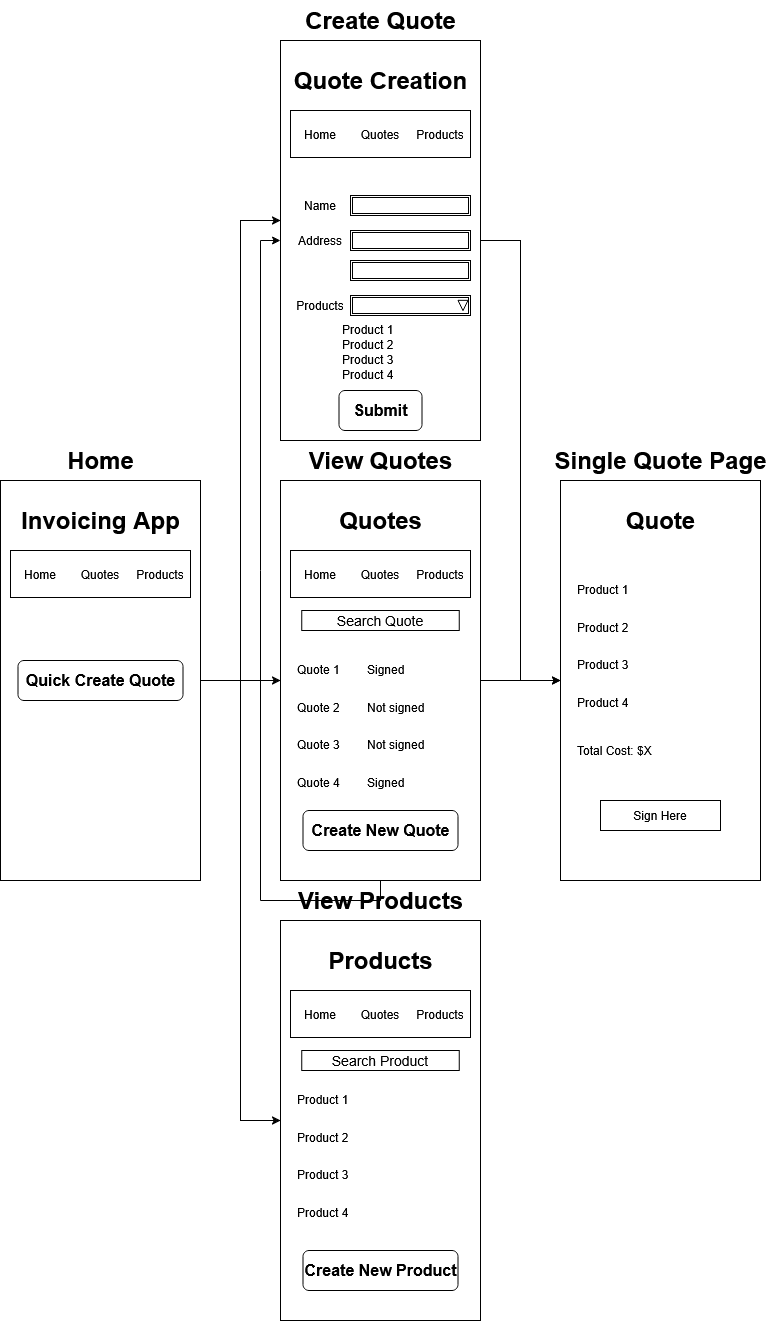 Create Quote
Quote Creation
Home Quotes Products
Name
Address
Products
Product 1
Product 2
Product 3
Product 4
Submit
Home
Invoicing App
Home Quotes Products
Quick Create Quote
View Quotes
Quotes
Home Quotes Products
Search Quote
Quote 1 Signed
Quote 2 Not signed
Quote 3 Not signed
Quote 4 Signed
Create New Quote
Single Quote Page
Quote
Product 1
Product 2
Product 3
Product 4
Total Cost: $X
Sign Here
View Products
Products
Home Quotes Products
Search Product
Product 1
Product 2
Product 3
Product 4
Create New Product